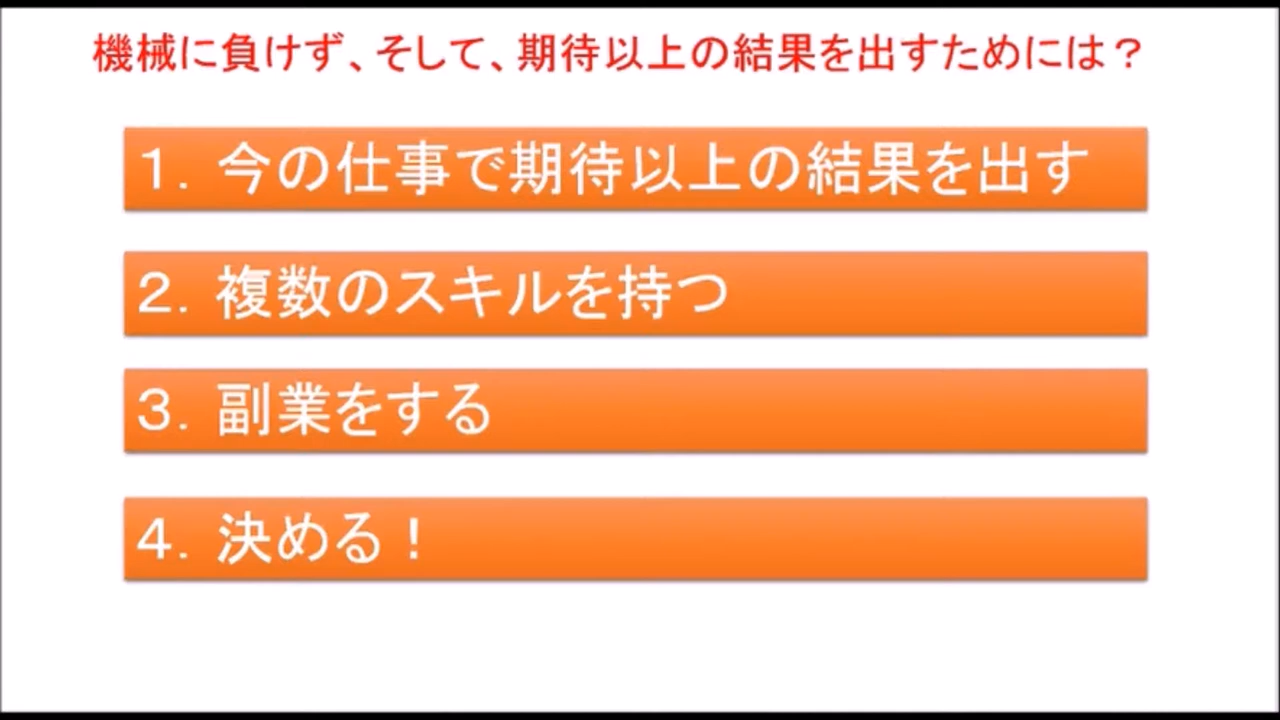 機械に負けず、そして、期待以上の結果を出すためには？
１．今の仕事で期待以上の結果を出す
２．複数のスキルを持つ
３．副業をする
４．決める！